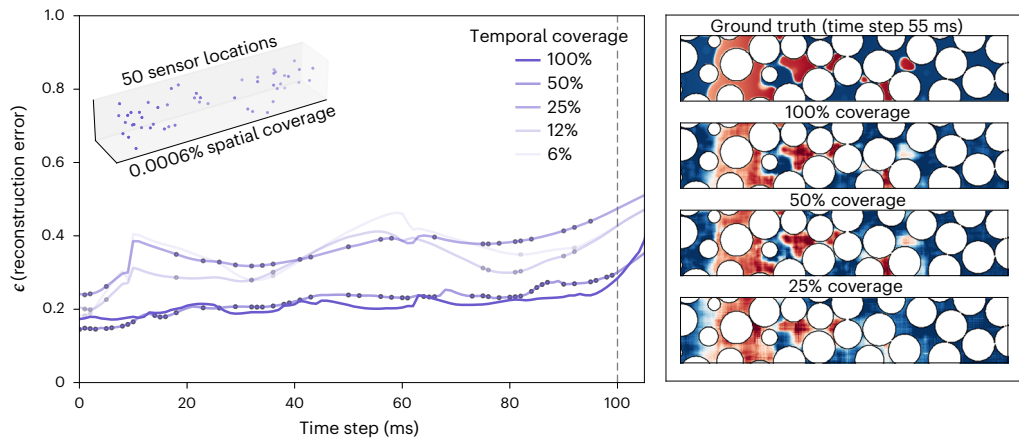 1.0
0.8
0.6
0.4
0.2
0
ϵ (reconstruction error)
0
20
40
60
80
100
Time step (ms)
50 sensor locations
0.0006% spatial coverage
Temporal coverage
100%
50%
25%
12%
6%
Ground truth (time step 55 ms)
100% coverage
50% coverage
25% coverage